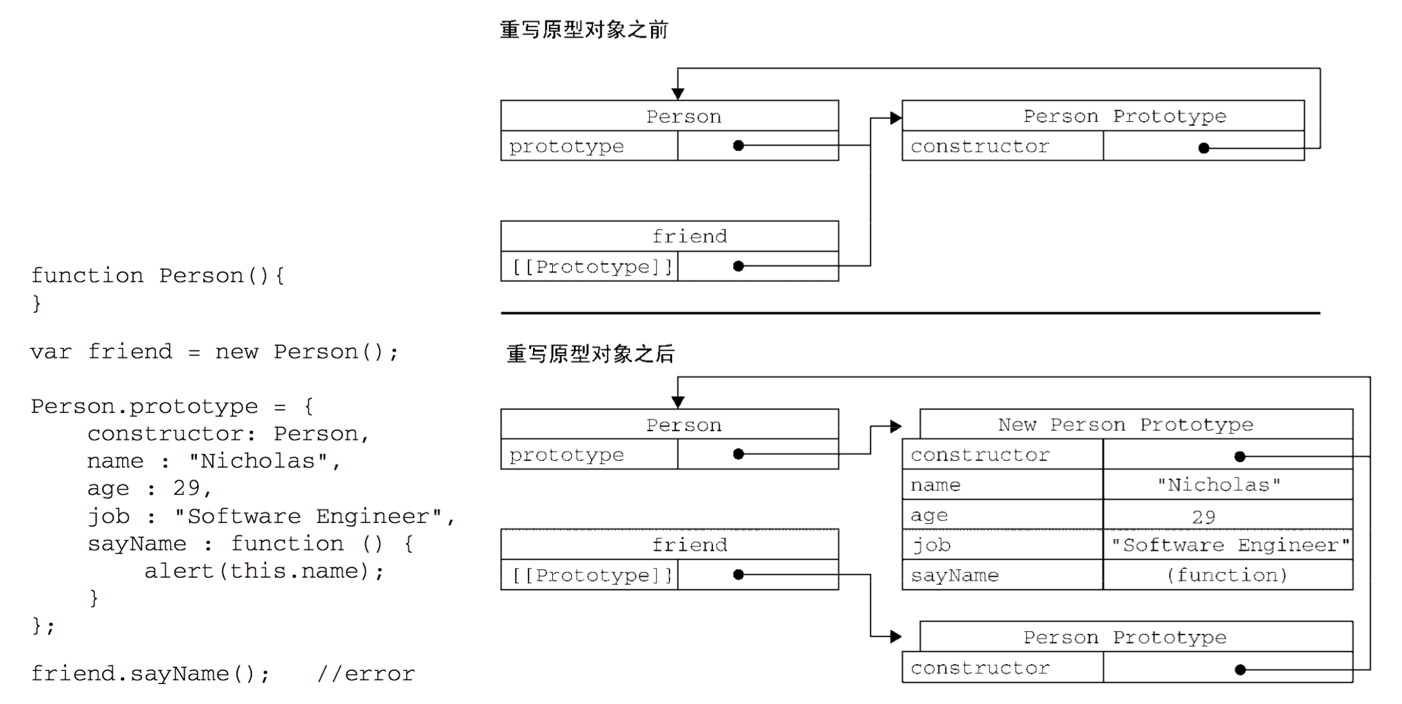 function Person(){
}
var friend = new Person();
Person.prototype = {
    constructor: Person,
    name : "Nicholas",
    age : 29,
    job : "Software Engineer",
    sayName : function () {
        alert(this.name);
    }
};
friend.sayName();   //error
重写原型对象之前
Person
prototype
Person Prototype
constructor
friend
[[Prototype]]
重写原型对象之后
Person
prototype
New Person Prototype
constructor
name "Nicholas"
age 29
job "Software Engineer"
sayName (function)
friend
[[Prototype]]
Person Prototype
constructor